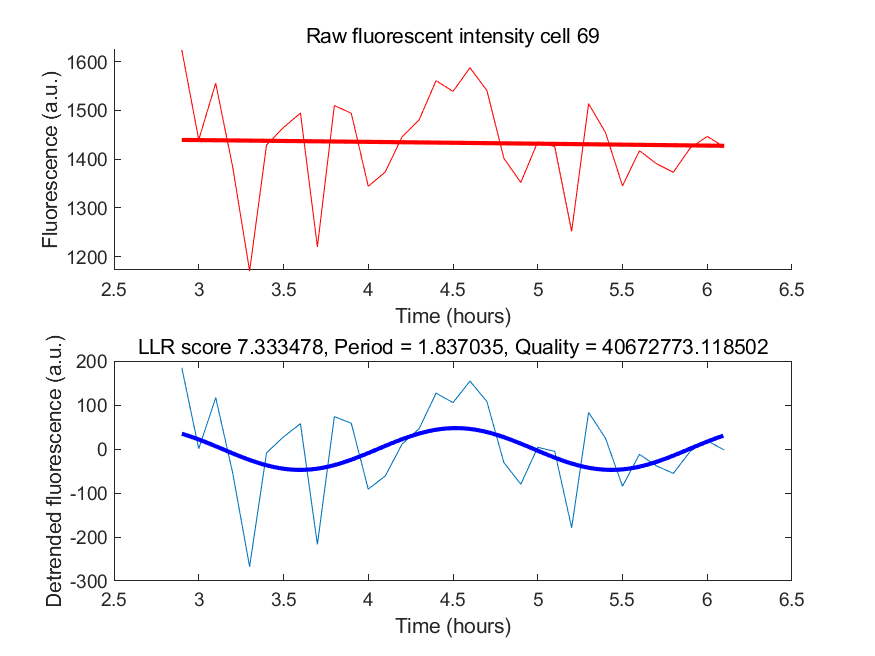 Raw fluorescent intensity cell 69
Fluorescence (a.u.)
1600
1500
1400
1300
1200
2.5 3 3.5 4 4.5 5 5.5 6 6.5
Time (hours)
LLR score 7.333478, Period = 1.837035, Quality = 40672773.118502
Detrended fluorescence (a.u.)
200
100
0
-100
-200
-300
2.5 3 3.5 4 4.5 5 5.5 6 6.5
Time (hours)